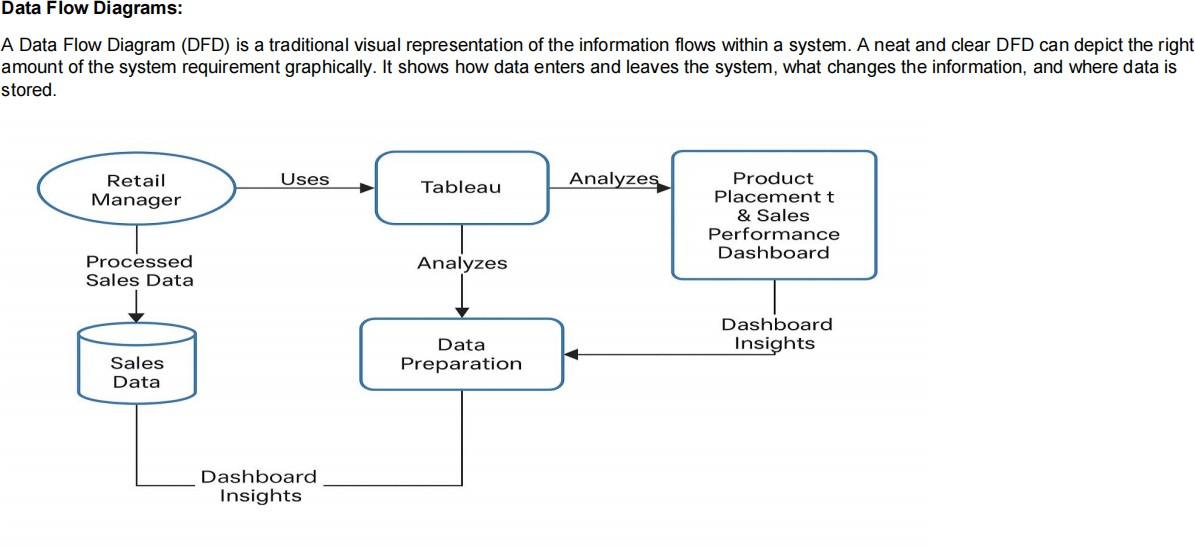 Data Flow Diagrams:
A Data Flow Diagram (DFD) is a traditional visual representation of the information flows within a system. A neat and clear DFD can depict the right
amount of the system requirement graphically. It shows how data enters and leaves the system, what changes the information, and where data is
stored.
Retail
Manager
Uses
Tableau
Analyzes
Product
Placement t
& Sales
Performance
Dashboard
Processed
Sales Data
Analyzes
Dashboard
Insights
Sales
Data
Data
Preparation
Dashboard
Insights